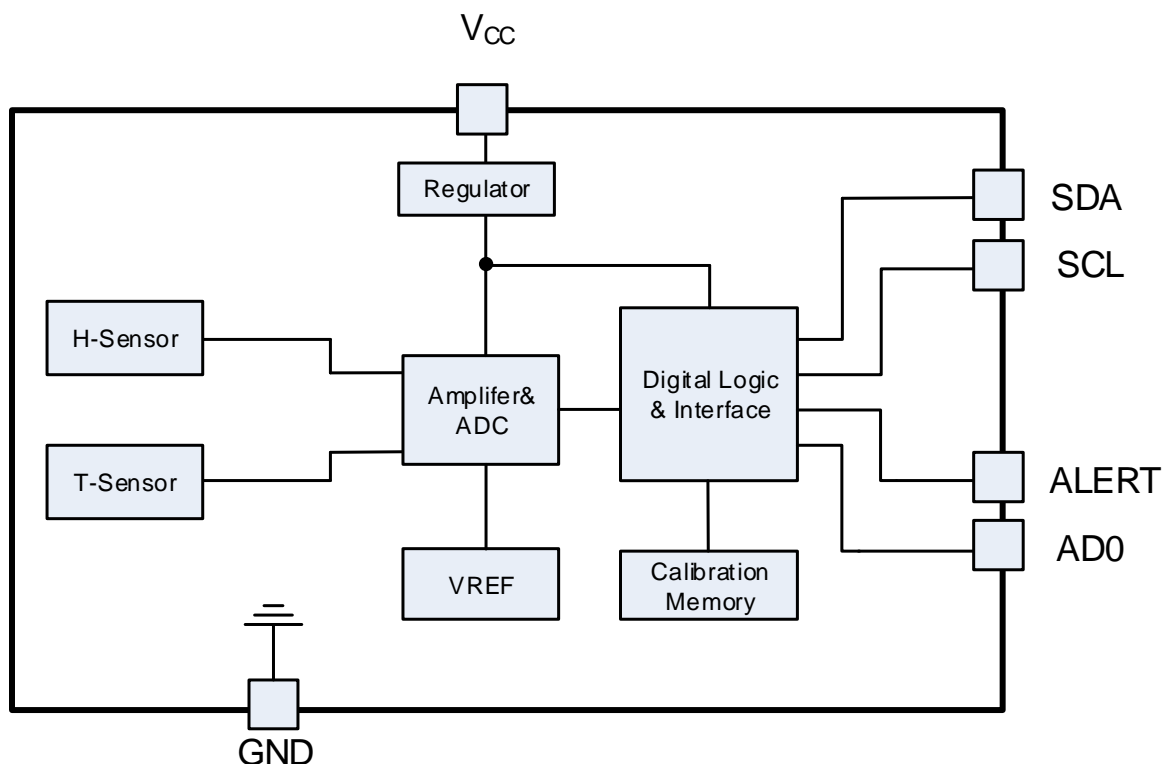 VCC
Regulator
SDA
SCL
H-Sensor
Amplifer&
ADC
Digital Logic
& Interface
T-Sensor
ALERT
AD0
VREF
Calibration
Memory
GND